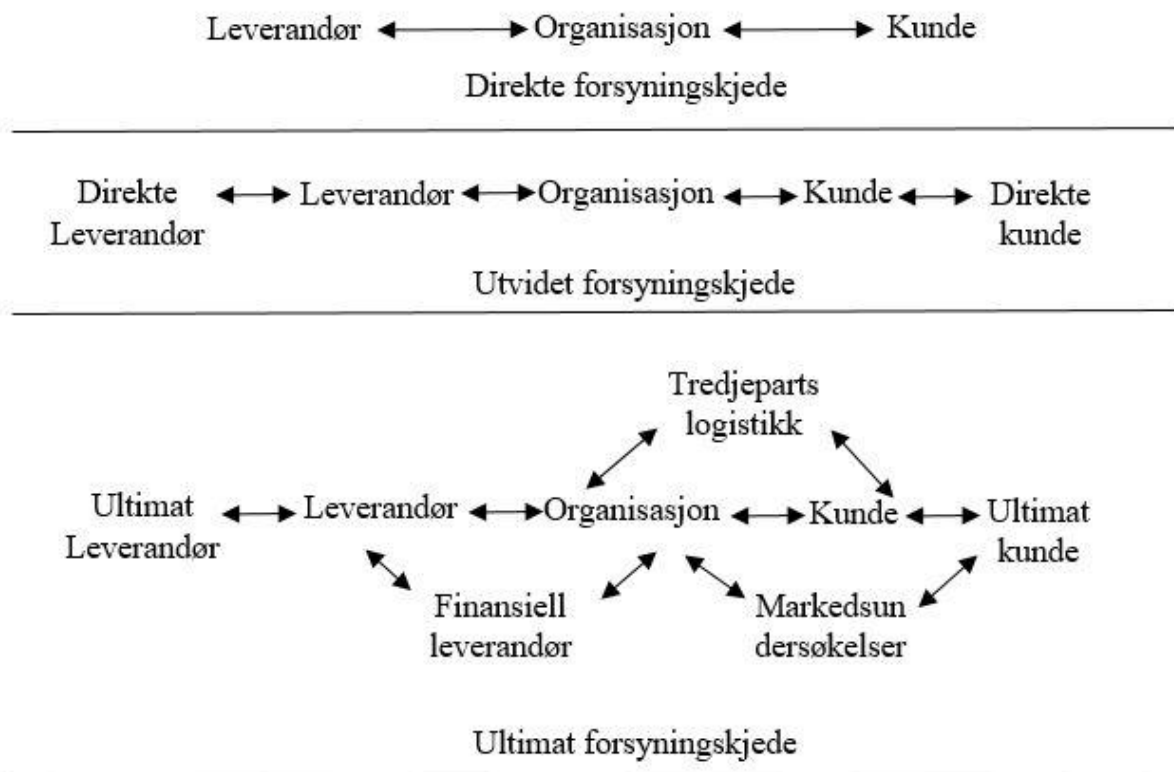 Leverandør Organisasjon Kunde
Direkte forsyningskjede
Direkte Leverandør Organisasjon Kunde Direkte
Leverandør kunde
Utvidet forsyningskjede
Tredjeparts
logistikk
Ultimat Leverandør Organisasjon Kunde Ultimat
Leverandør kunde
Finansiell Markedsun
leverandør dersøkelser
Ultimat forsyningskjede